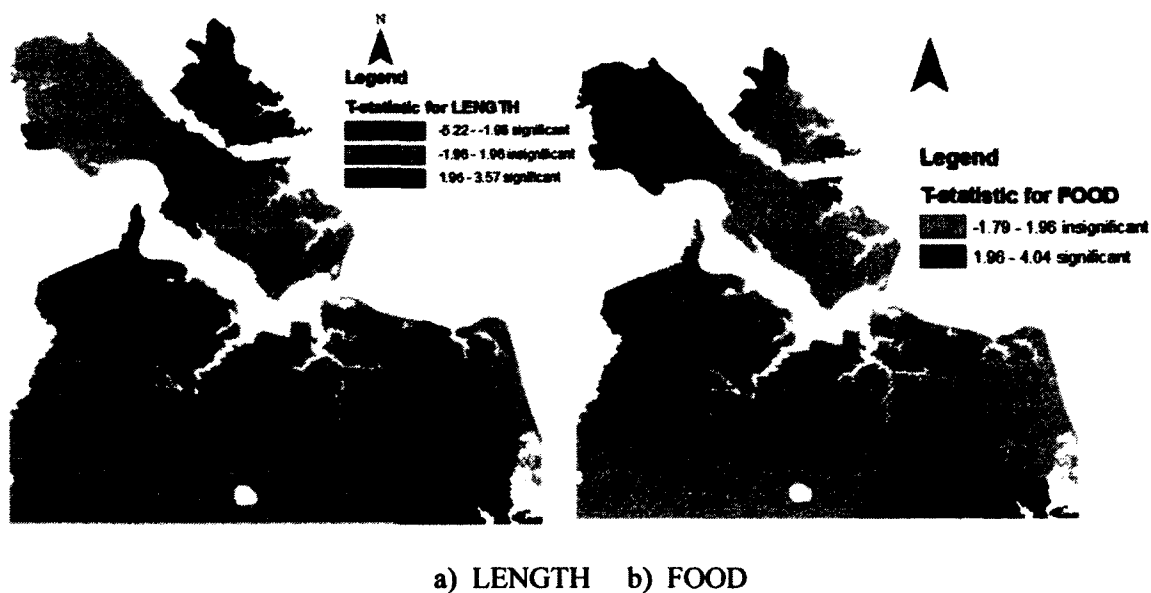 N
Legend
T-statistic for LENGTH
-5.22 - -1.96 significant
-1.96 - 1.96 insignificant
1.96 - 3.57 significant
Legend
T-statistic for FOOD
-1.79 - 1.96 insignificant
1.96 - 4.04 significant
a) LENGTH b) FOOD